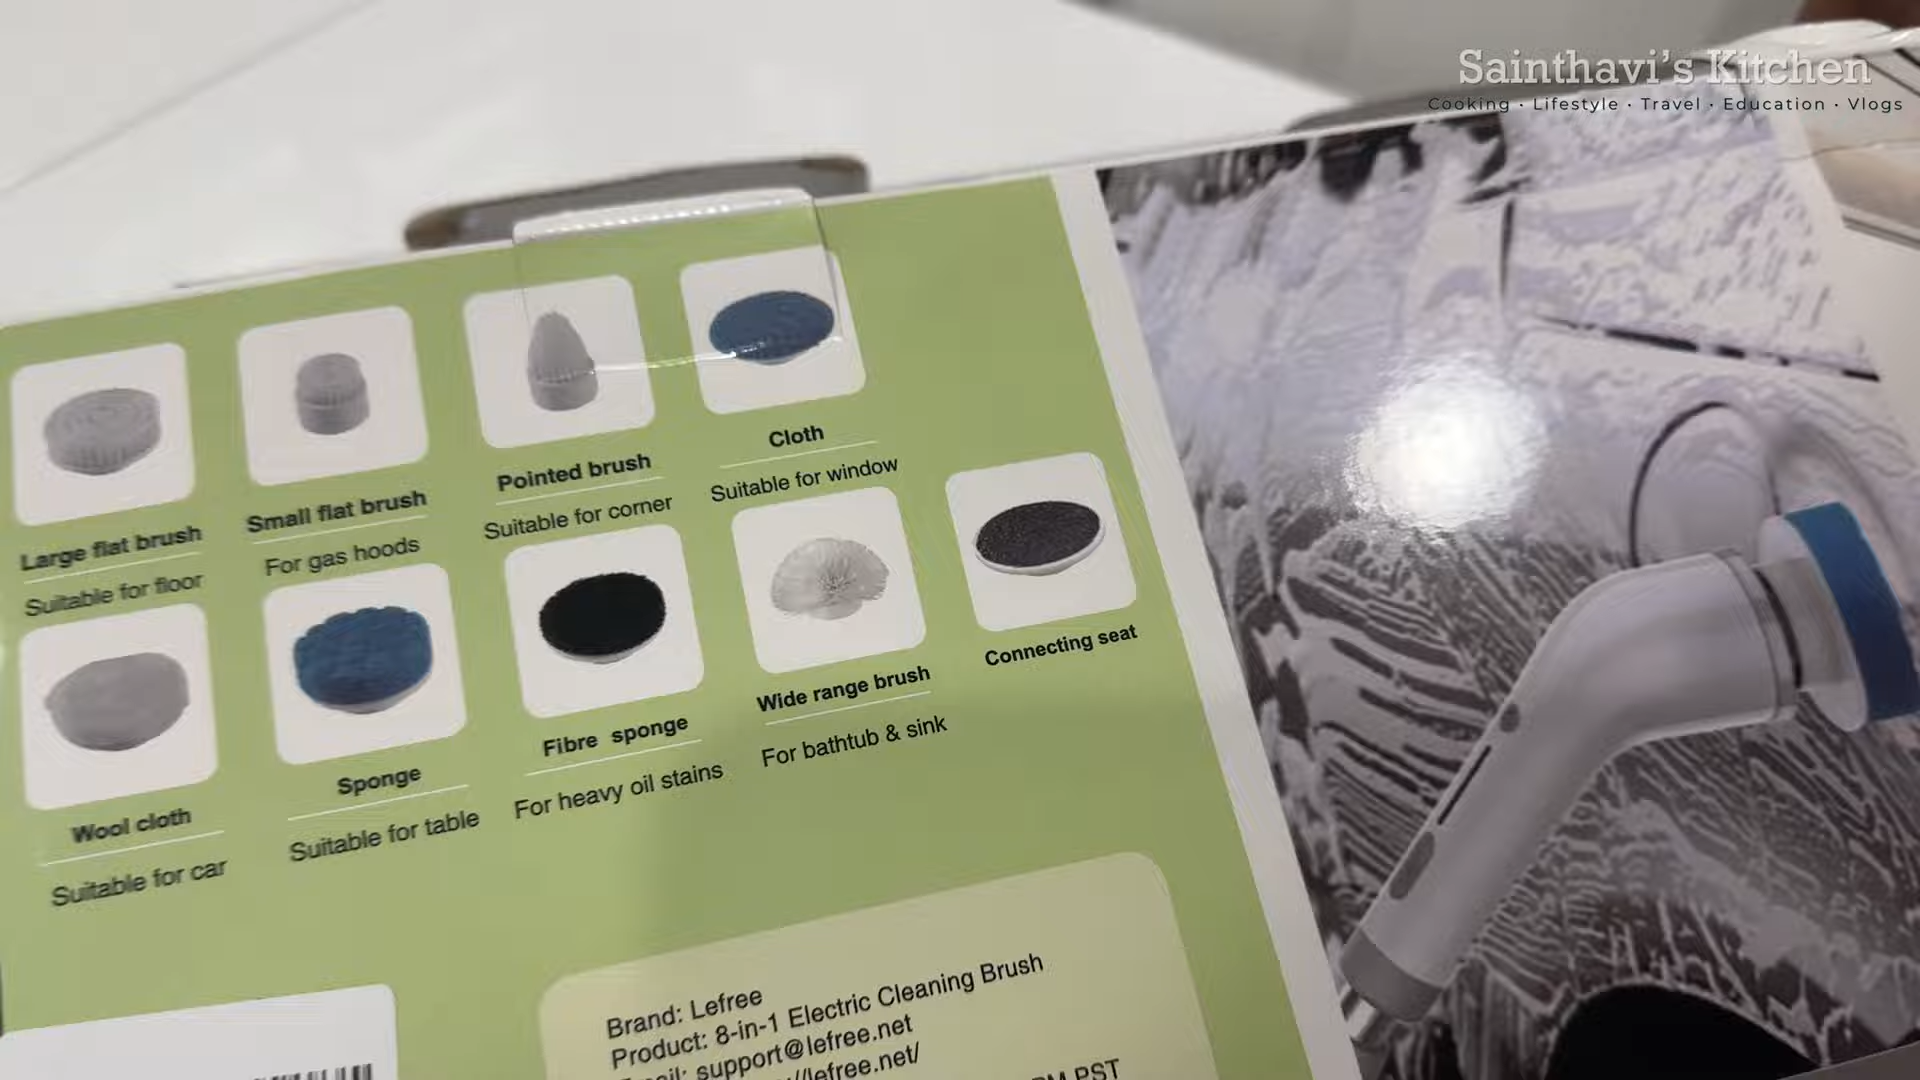 Sainthavi's Kitchen
Cooking · Lifestyle · Travel · Education · Vlogs
Large flat brush
Suitable for floor
Small flat brush
For gas hoods
Pointed brush
Suitable for corner
Cloth
Suitable for window
Wool cloth
Suitable for car
Sponge
Suitable for table
Fibre sponge
For heavy oil stains
Wide range brush
For bathtub & sink
Connecting seat
Brand: Lefree
Product: 8-in-1 Electric Cleaning Brush
support@lefree.net
//lefree.net/
PST